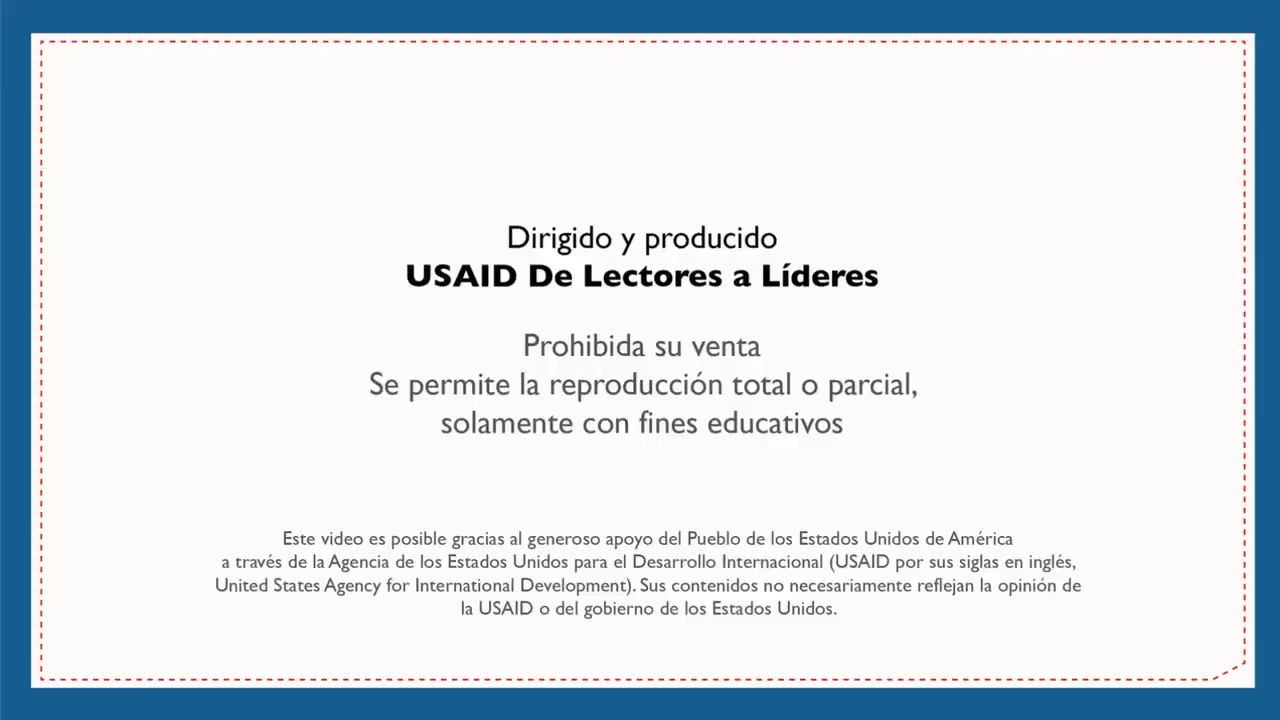 Dirigido y producido
USAID De Lectores a Líderes
Prohibida su venta
Se permite la reproducción total o parcial,
solamente con fines educativos
Este video es posible gracias al generoso apoyo del Pueblo de los Estados Unidos de América
a través de la Agencia de los Estados Unidos para el Desarrollo Internacional (USAID por sus siglas en inglés,
United States Agency for International Development). Sus contenidos no necesariamente reflejan la opinión de
la USAID o del gobierno de los Estados Unidos.